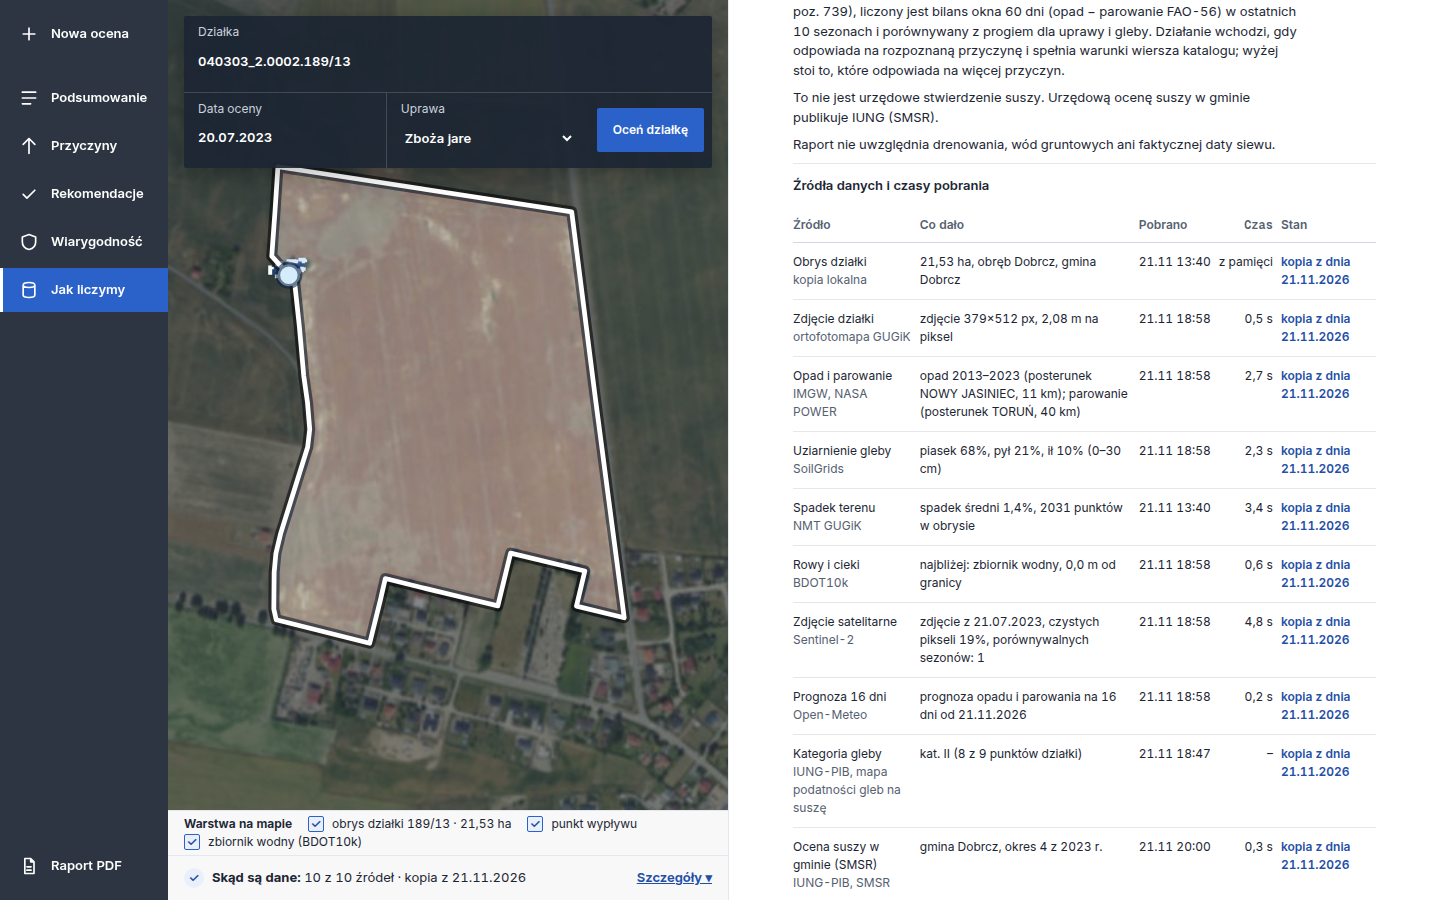 Nowa ocena
Podsumowanie
Przyczyny
Rekomendacje
Wiarygodność
Jak liczymy
Raport PDF
Działka
040303_2.0002.189/13
Data oceny
20.07.2023
Uprawa
Zboża jare
Oceń działkę
Warstwa na mapie
obrys działki 189/13 · 21,53 ha
punkt wypływu
zbiornik wodny (BDOT10k)
Skąd są dane: 10 z 10 źródeł · kopia z 21.11.2026
Szczegóły ▾
poz. 739), liczony jest bilans okna 60 dni (opad − parowanie FAO-56) w ostatnich
10 sezonach i porównywany z progiem dla uprawy i gleby. Działanie wchodzi, gdy
odpowiada na rozpoznaną przyczynę i spełnia warunki wiersza katalogu; wyżej
stoi to, które odpowiada na więcej przyczyn.
To nie jest urzędowe stwierdzenie suszy. Urzędową ocenę suszy w gminie
publikuje IUNG (SMSR).
Raport nie uwzględnia drenowania, wód gruntowych ani faktycznej daty siewu.
Źródła danych i czasy pobrania
Źródło Co dało Pobrano Czas Stan
Obrys działki 21,53 ha, obręb Dobrcz, gmina 21.11 13:40 z pamięci kopia z dnia
kopia lokalna Dobrcz 21.11.2026
Zdjęcie działki zdjęcie 379×512 px, 2,08 m na 21.11 18:58 0,5 s kopia z dnia
ortofotomapa GUGiK piksel 21.11.2026
Opad i parowanie opad 2013–2023 (posterunek 21.11 18:58 2,7 s kopia z dnia
IMGW, NASA NOWY JASINIEC, 11 km); parowanie 21.11.2026
POWER (posterunek TORUŃ, 40 km)
Uziarnienie gleby piasek 68%, pył 21%, ił 10% (0–30 21.11 18:58 2,3 s kopia z dnia
SoilGrids cm) 21.11.2026
Spadek terenu spadek średni 1,4%, 2031 punktów 21.11 13:40 3,4 s kopia z dnia
NMT GUGiK w obrysie 21.11.2026
Rowy i cieki najbliżej: zbiornik wodny, 0,0 m od 21.11 18:58 0,6 s kopia z dnia
BDOT10k granicy 21.11.2026
Zdjęcie satelitarne zdjęcie z 21.07.2023, czystych 21.11 18:58 4,8 s kopia z dnia
Sentinel-2 pikseli 19%, porównywalnych 21.11.2026
sezonów: 1
Prognoza 16 dni prognoza opadu i parowania na 16 21.11 18:58 0,2 s kopia z dnia
Open-Meteo dni od 21.11.2026 21.11.2026
Kategoria gleby kat. II (8 z 9 punktów działki) 21.11 18:47 – kopia z dnia
IUNG-PIB, mapa 21.11.2026
podatności gleb na
suszę
Ocena suszy w gmina Dobrcz, okres 4 z 2023 r. 21.11 20:00 0,3 s kopia z dnia
gminie (SMSR) 21.11.2026
IUNG-PIB, SMSR